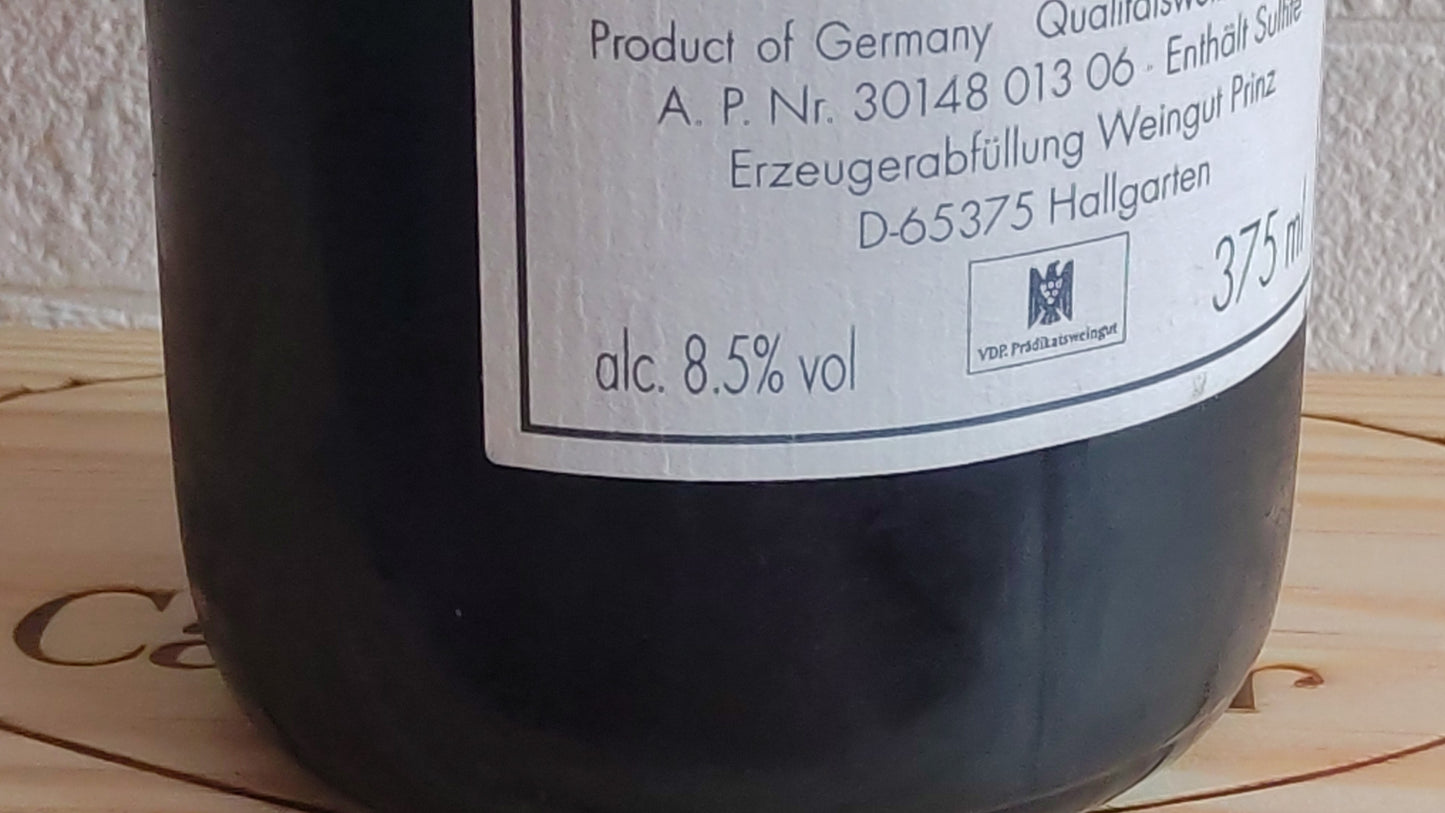 Product of Germany
A. P. Nr. 30148 013 06 - Enthält Sulfite
Erzeugerabfüllung Weingut Prinz
D-65375 Hallgarten
375 ml
alc. 8.5% vol
VDP. Prädikatsweingut